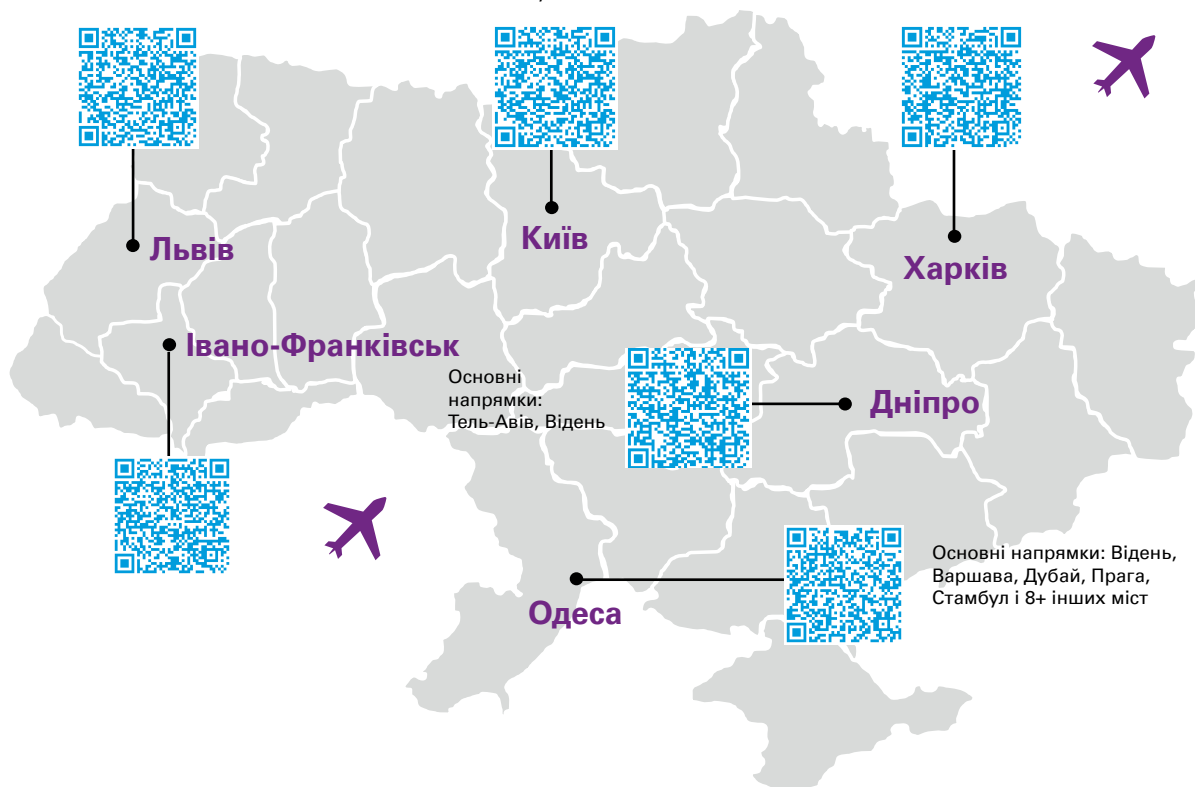 Львів
Київ
Харків
Івано-Франківськ
Основні
напрямки:
Тель-Авів, Відень
Дніпро
Основні напрямки: Відень,
Варшава, Дубай, Прага,
Стамбул і 8+ інших міст
Одеса